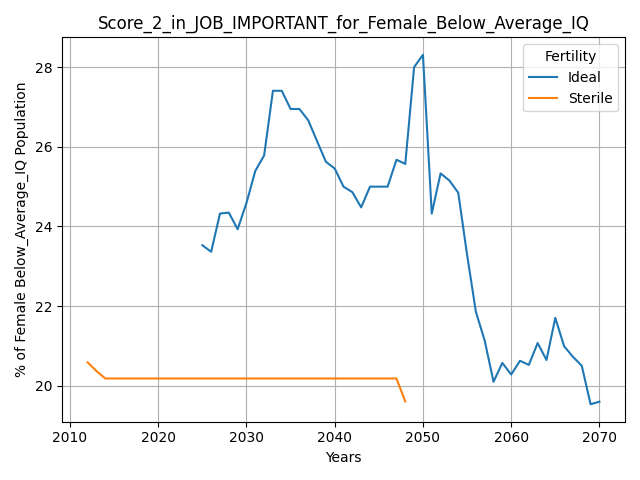 Score_2_in_JOB_IMPORTANT_for_Female_Below_Average_IQ
Fertility
Ideal
Sterile
% of Female Below_Average_IQ Population
28
26
24
22
20
2010 2020 2030 2040 2050 2060 2070
Years